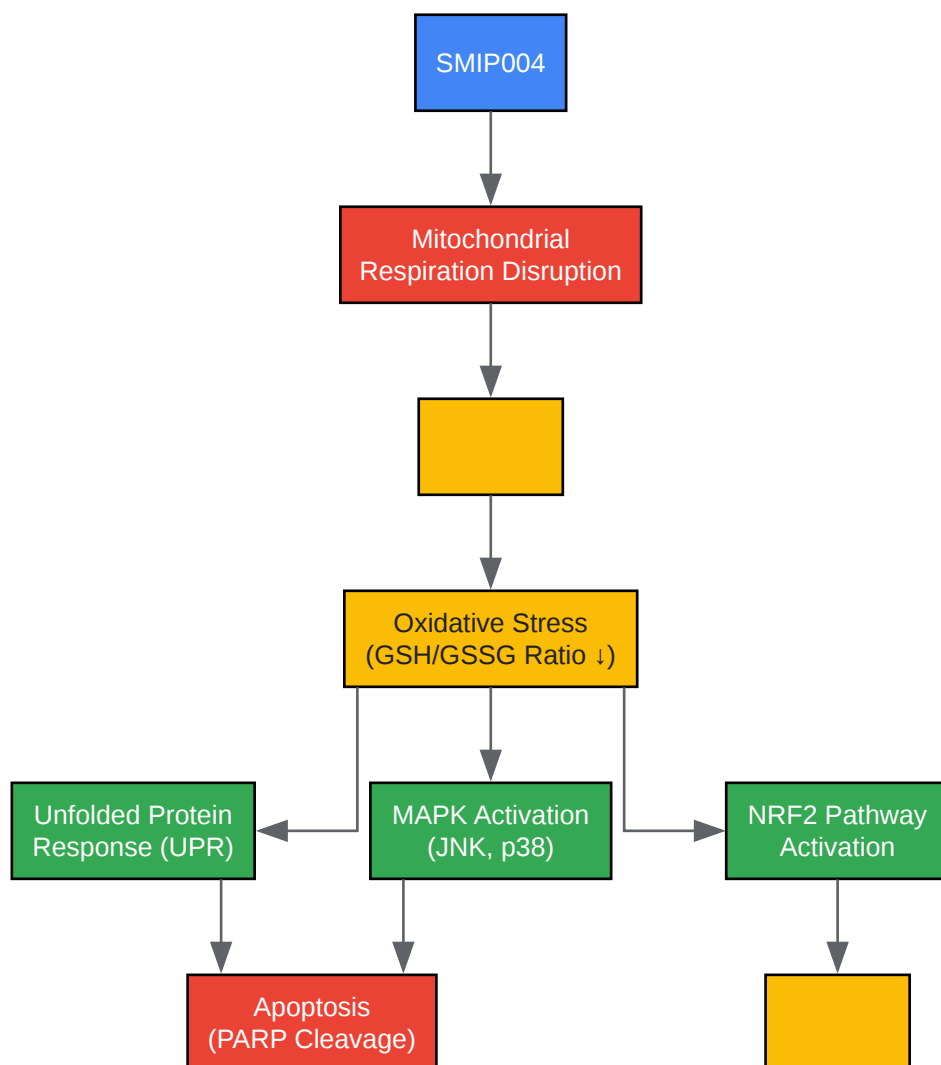 SMIP004
Mitochondrial
Respiration Disruption
Oxidative Stress
(GSH/GSSG Ratio ↓)
Unfolded Protein
Response (UPR)
MAPK Activation
(JNK, p38)
NRF2 Pathway
Activation
Apoptosis
(PARP Cleavage)